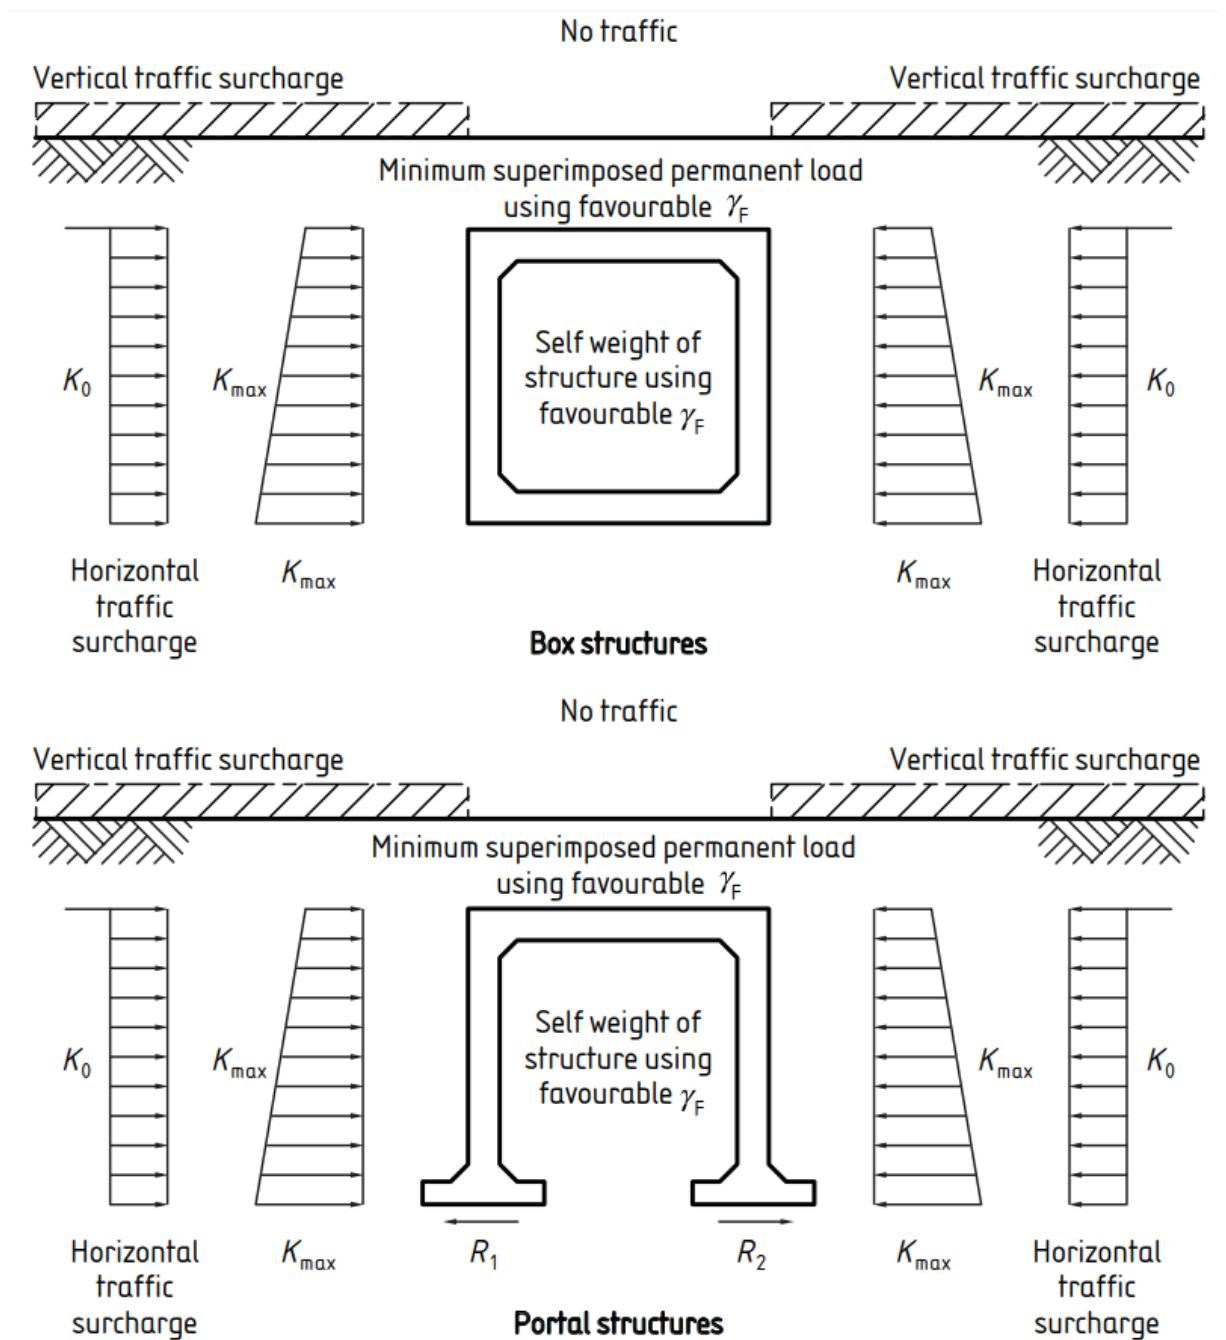 No traffic
Vertical traffic surcharge
Vertical traffic surcharge
Minimum superimposed permanent load
using favourable γF
K0
Kmax
Self weight of
structure using
favourable γF
Kmax
K0
Horizontal
traffic
surcharge
Kmax
Kmax
Horizontal
traffic
surcharge
Box structures
No traffic
Vertical traffic surcharge
Vertical traffic surcharge
Minimum superimposed permanent load
using favourable γF
K0
Kmax
Self weight of
structure using
favourable γF
Kmax
K0
Horizontal
traffic
surcharge
Kmax
R1
R2
Kmax
Horizontal
traffic
surcharge
Portal structures